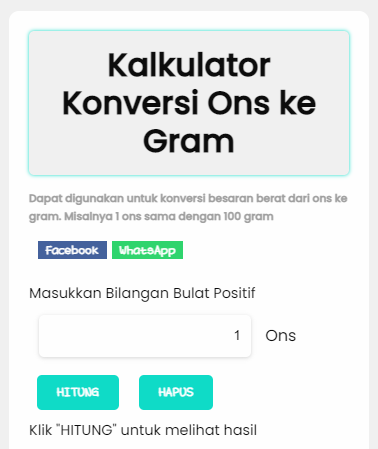 Kalkulator
Konversi Ons ke
Gram
Dapat digunakan untuk konversi besaran berat dari ons ke
gram. Misalnya 1 ons sama dengan 100 gram
Facebook WhatsApp
Masukkan Bilangan Bulat Positif
1 Ons
HITUNG HAPUS
Klik "HITUNG" untuk melihat hasil